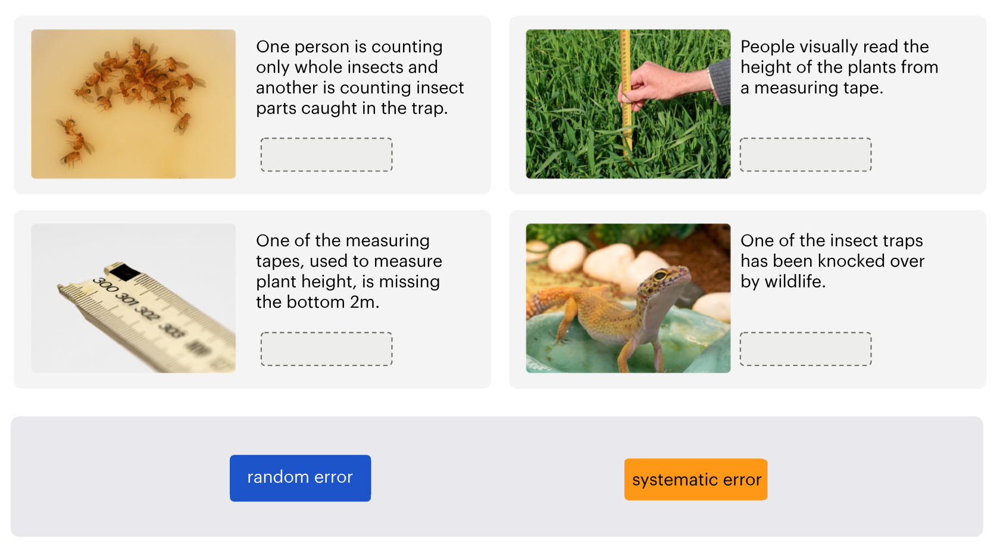 One person is counting
only whole insects and
another is counting insect
parts caught in the trap.
People visually read the
height of the plants from
a measuring tape.
300 301 302 303
One of the measuring
tapes, used to measure
plant height, is missing
the bottom 2m.
One of the insect traps
has been knocked over
by wildlife.
random error
systematic error